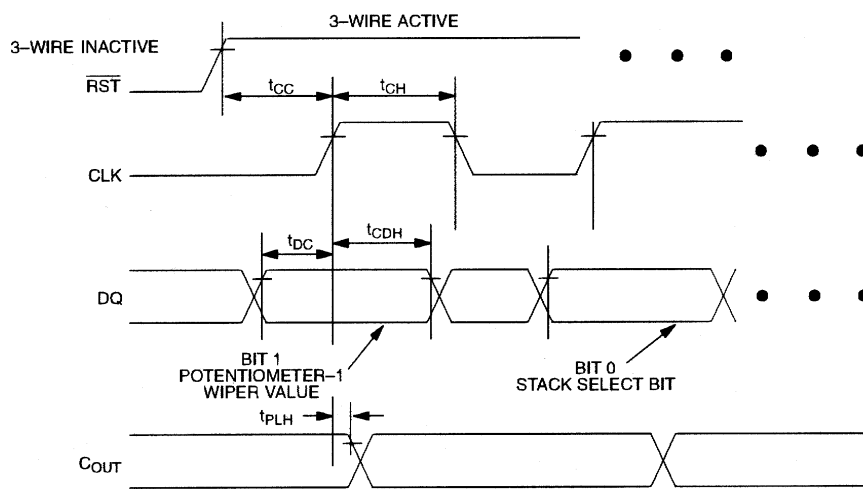 3–WIRE ACTIVE
3–WIRE INACTIVE
RST
tCC
tCH
CLK
tDC
tCDH
DQ
BIT 1
POTENTIOMETER–1
WIPER VALUE
BIT 0
STACK SELECT BIT
tPLH
COUT